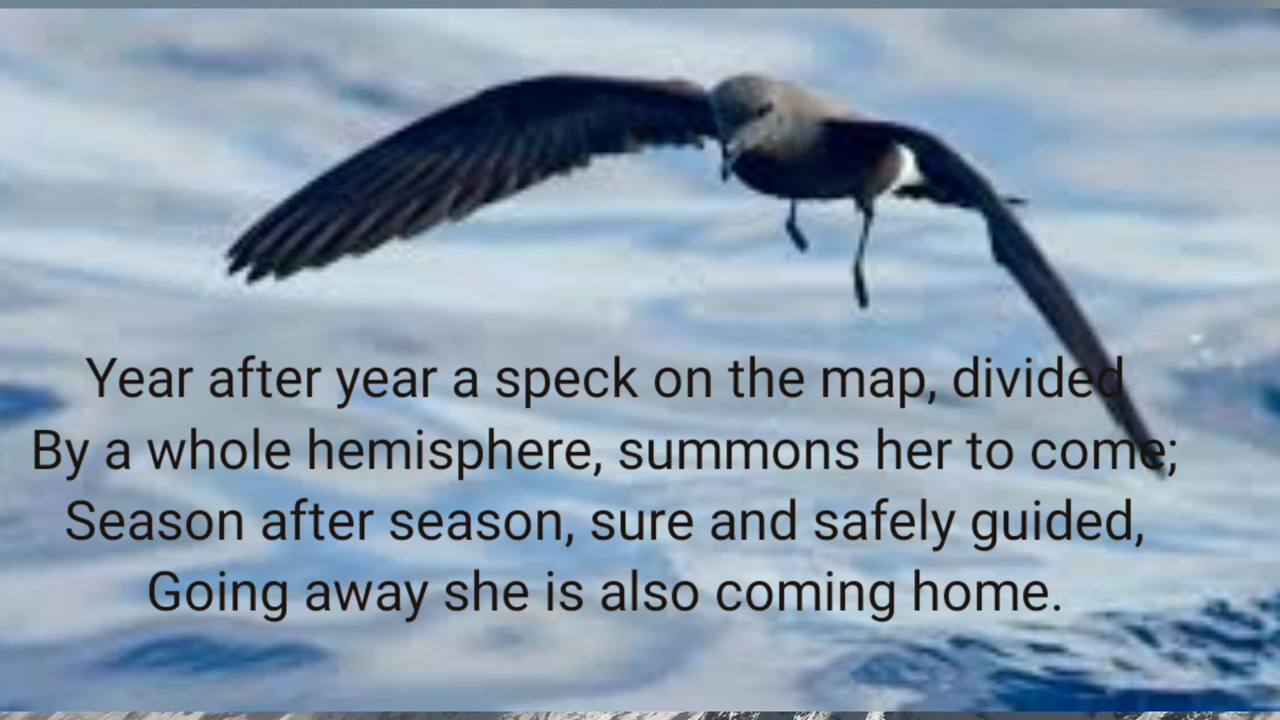 Year after year a speck on the map, divided
By a whole hemisphere, summons her to come;
Season after season, sure and safely guided,
Going away she is also coming home.